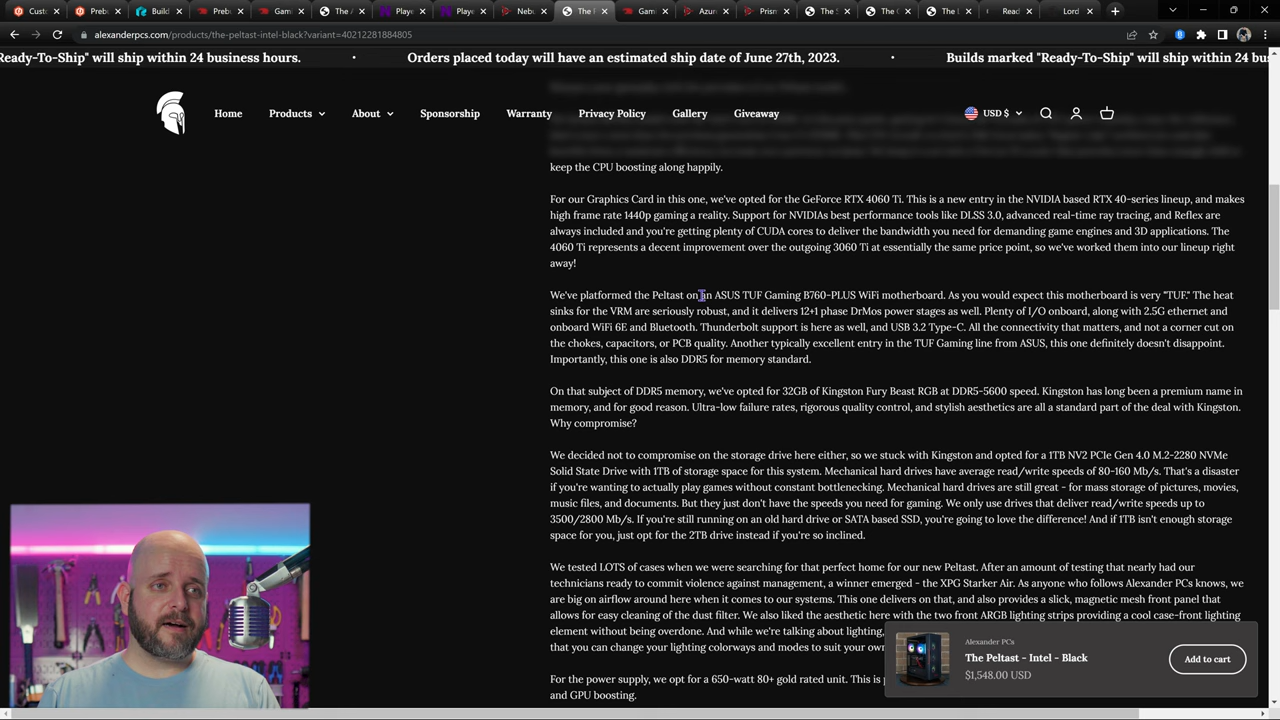 Custo
Preb
Build
Preb
Gam
The A
Playe
Playe
Neb
The F
Gam
Azur
Prism
The S
The C
The L
Read
Lord
alexanderpcs.com/products/the-peltast-intel-black?variant=40212281884805
Ready-To-Ship" will ship within 24 business hours. • Orders placed today will have an estimated ship date of June 27th, 2023. • Builds marked "Ready-To-Ship" will ship within 24 bus
Home Products About Sponsorship Warranty Privacy Policy Gallery Giveaway USD $
keep the CPU boosting along happily.
For our Graphics Card in this one, we've opted for the GeForce RTX 4060 Ti. This is a new entry in the NVIDIA based RTX 40-series lineup, and makes
high frame rate 1440p gaming a reality. Support for NVIDIAs best performance tools like DLSS 3.0, advanced real-time ray tracing, and Reflex are
always included and you're getting plenty of CUDA cores to deliver the bandwidth you need for demanding game engines and 3D applications. The
4060 Ti represents a decent improvement over the outgoing 3060 Ti at essentially the same price point, so we've worked them into our lineup right
away!
We've platformed the Peltast on an ASUS TUF Gaming B760-PLUS WiFi motherboard. As you would expect this motherboard is very "TUF." The heat
sinks for the VRM are seriously robust, and it delivers 12+1 phase DrMos power stages as well. Plenty of I/O onboard, along with 2.5G ethernet and
onboard WiFi 6E and Bluetooth. Thunderbolt support is here as well, and USB 3.2 Type-C. All the connectivity that matters, and not a corner cut on
the chokes, capacitors, or PCB quality. Another typically excellent entry in the TUF Gaming line from ASUS, this one definitely doesn't disappoint.
Importantly, this one is also DDR5 for memory standard.
On that subject of DDR5 memory, we've opted for 32GB of Kingston Fury Beast RGB at DDR5-5600 speed. Kingston has long been a premium name in
memory, and for good reason. Ultra-low failure rates, rigorous quality control, and stylish aesthetics are all a standard part of the deal with Kingston.
Why compromise?
We decided not to compromise on the storage drive here either, so we stuck with Kingston and opted for a 1TB NV2 PCIe Gen 4.0 M.2-2280 NVMe
Solid State Drive with 1TB of storage space for this system. Mechanical hard drives have average read/write speeds of 80-160 Mb/s. That's a disaster
if you're wanting to actually play games without constant bottlenecking. Mechanical hard drives are still great - for mass storage of pictures, movies,
music files, and documents. But they just don't have the speeds you need for gaming. We only use drives that deliver read/write speeds up to
3500/2800 Mb/s. If you're still running on an old hard drive or SATA based SSD, you're going to love the difference! And if 1TB isn't enough storage
space for you, just opt for the 2TB drive instead if you're so inclined.
We tested LOTS of cases when we were searching for that perfect home for our new Peltast. After an amount of testing that nearly had our
technicians ready to commit violence against management, a winner emerged - the XPG Starker Air. As anyone who follows Alexander PCs knows, we
are big on airflow around here when it comes to our systems. This one delivers on that, and also provides a slick, magnetic mesh front panel that
allows for easy cleaning of the dust filter. We also liked the aesthetic here with the two front ARGB lighting strips providing a cool case-front lighting
element without being overdone. And while we're talking about lighting,
that you can change your lighting colorways and modes to suit your own
For the power supply, we opt for a 650-watt 80+ gold rated unit. This is
and GPU boosting.
Alexander PCs
The Peltast - Intel - Black
$1,548.00 USD
Add to cart